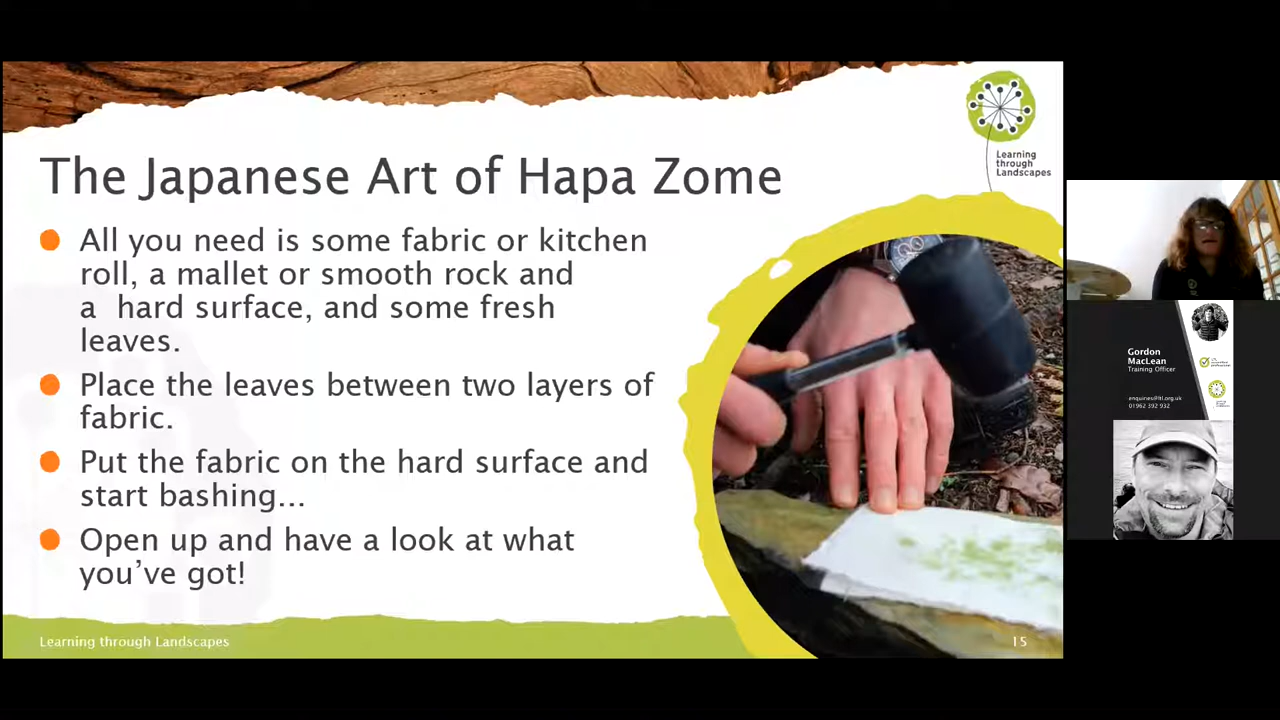 The Japanese Art of Hapa Zome
All you need is some fabric or kitchen
roll, a mallet or smooth rock and
a  hard surface, and some fresh
leaves.
Place the leaves between two layers of
fabric.
Put the fabric on the hard surface and
start bashing...
Open up and have a look at what
you’ve got!
Learning through Landscapes
15
Learning
through
Landscapes
Gordon
MacLean
Training Officer
enquiries@ltl.org.uk
01962 392 932